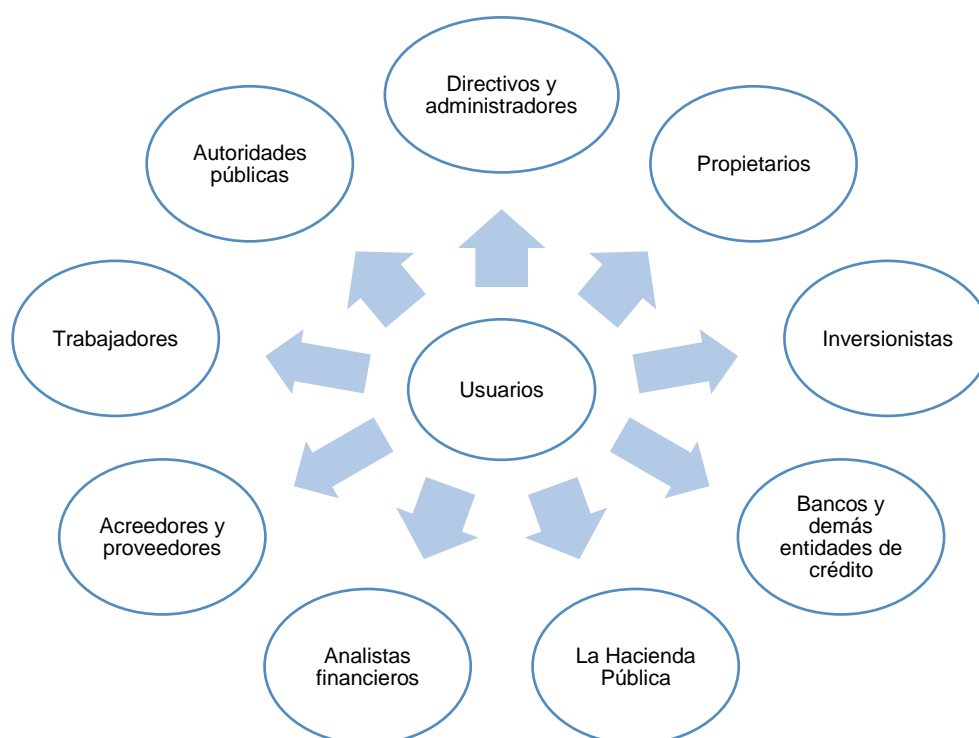 Directivos y
administradores
Propietarios
Inversionistas
Bancos y
demás
entidades de
crédito
La Hacienda
Pública
Analistas
financieros
Acreedores y
proveedores
Trabajadores
Autoridades
públicas
Usuarios